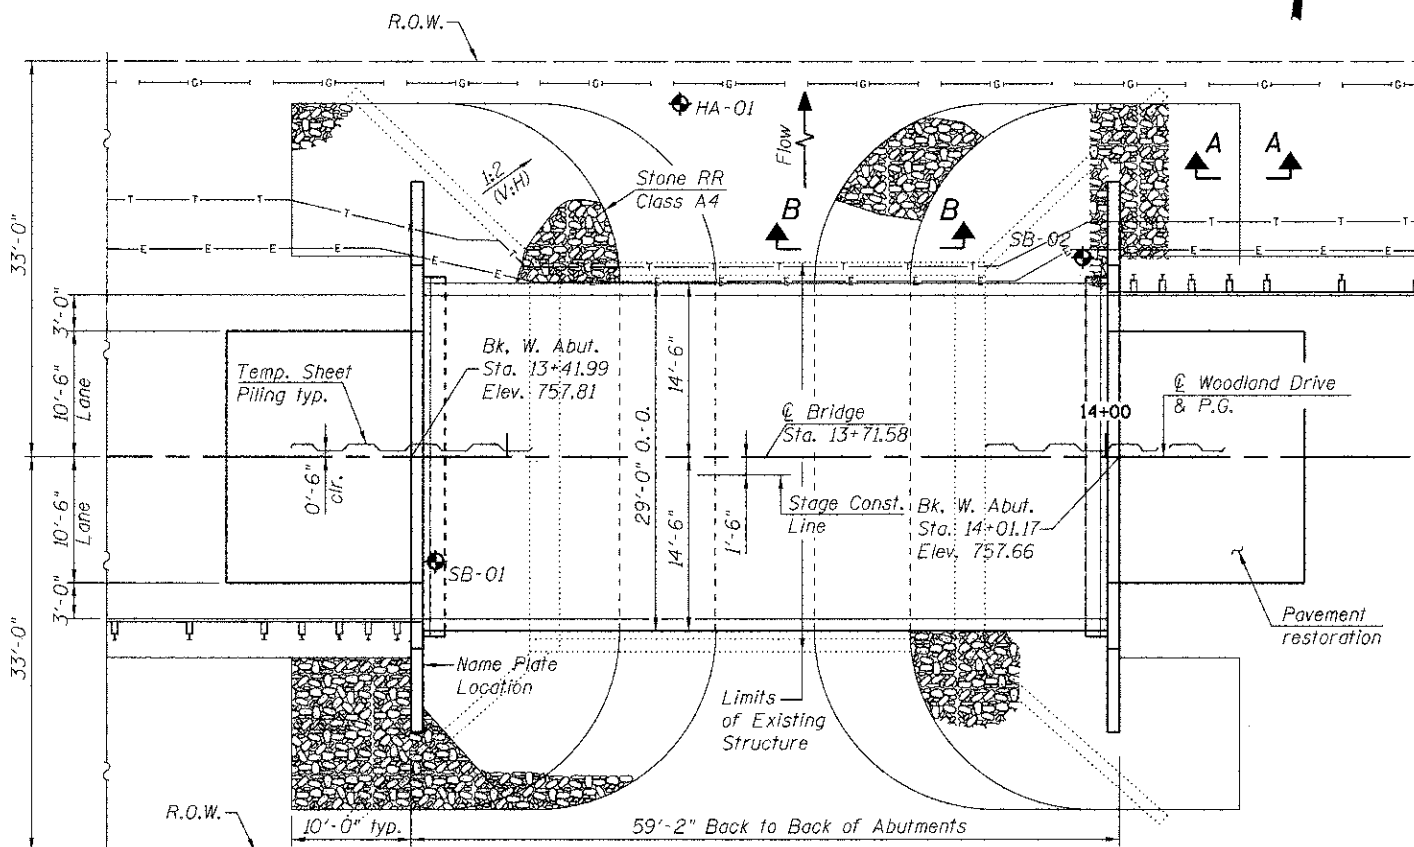 R.O.W.
G G G G G G G G G G
HA-01
Flow
A A
1:2
(V:H)
Stone RR
Class A4
T T T
B B
T T T
33'-0"
E E E E E
SB-02
T T T T T
E E E E
E E E E E E
3'-0"
10'-6"
Lane
Temp. Sheet
Piling typ.
Bk. W. Abut.
Sta. 13+41.99
Elev. 757.81
14'-6"
℄ Bridge
Sta. 13+71.58
℄ Woodland Drive
& P.G.
14+00
0'-6"
clr.
29'-0" O.-O.
10'-6"
Lane
14'-6"
1'-6"
Stage Const.
Line
Bk. W. Abut.
Sta. 14+01.17
Elev. 757.66
SB-01
3'-0"
Pavement
restoration
33'-0"
Name Plate
Location
Limits
of Existing
Structure
R.O.W.
10'-0" typ.
59'-2" Back to Back of Abutments